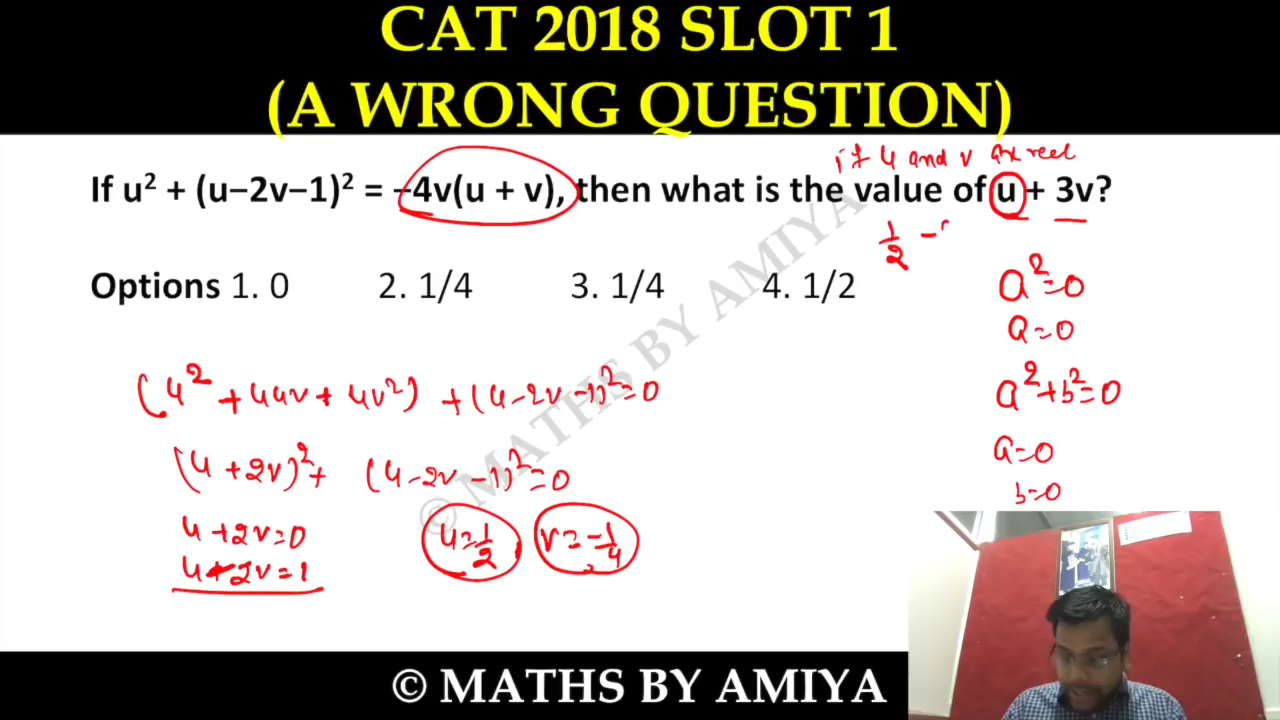 CAT 2018 SLOT 1
(A WRONG QUESTION)
if u and v are real
If u² + (u–2v–1)² = –4v(u + v), then what is the value of u + 3v?
1/2 -
Options 1. 0 2. 1/4 3. 1/4 4. 1/2
a²=0
a=0
(u² + 4uv + 4v²) + (u-2v-1)²=0
a²+b²=0
(u+2v)² + (u-2v-1)²=0
a=0
b=0
u+2v=0
u=1/2 v=-1/4
u-2v=1
© MATHS BY AMIYA
© MATHS BY AMIYA